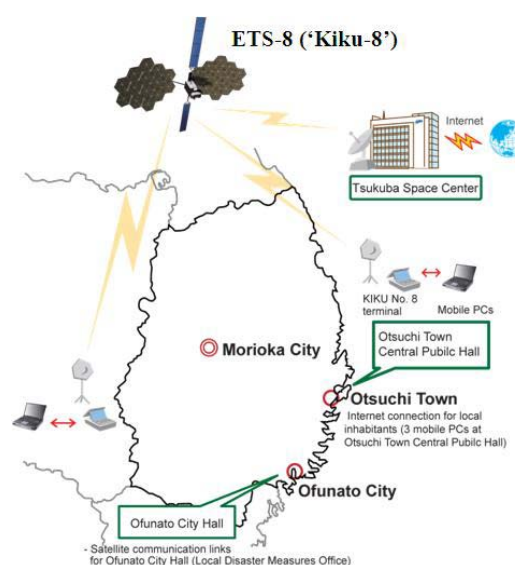 ETS-8 (‘Kiku-8’)
Internet
Tsukuba Space Center
KIKU No. 8
terminal
Mobile PCs
Otsuchi Town
Central Pubilc Hall
Morioka City
Otsuchi Town
Internet connection for local
inhabitants (3 mobile PCs at
Otsuchi Town Central Pubilc Hall)
Ofunato City
Ofunato City Hall
- Satellite communication links
for Ofunato City Hall (Local Disaster Measures Office)